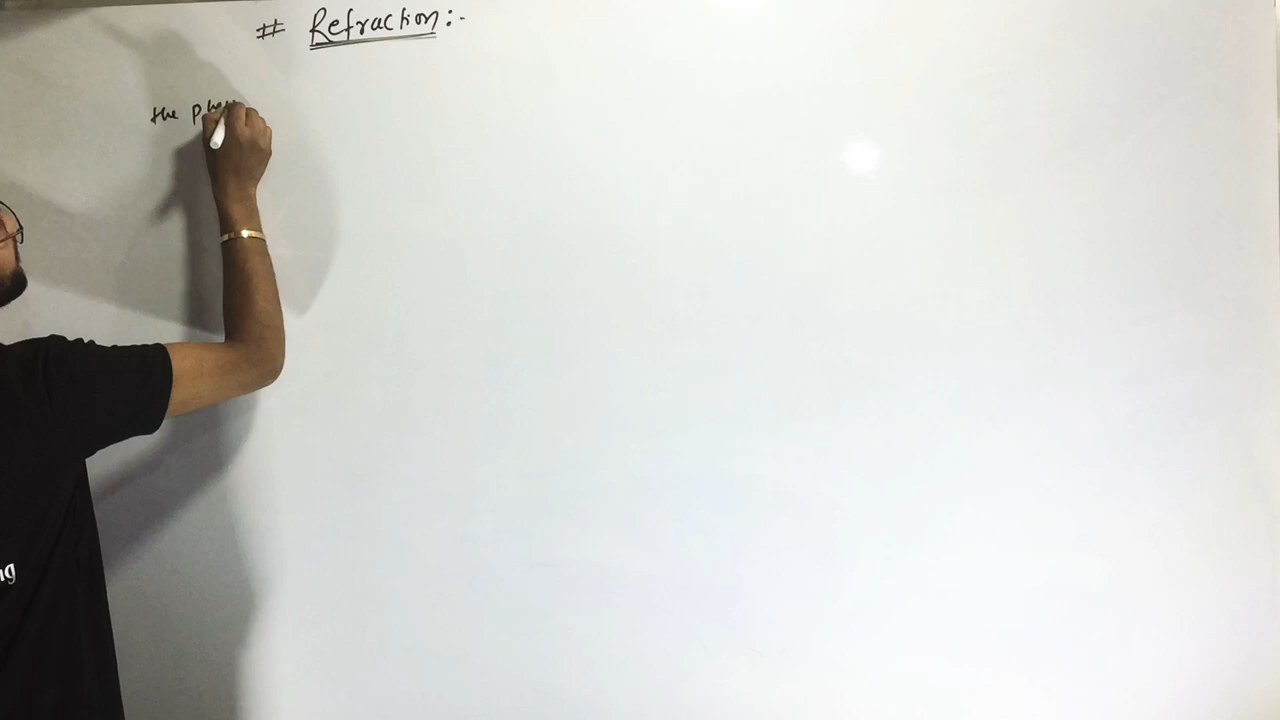 # Refraction:-
the